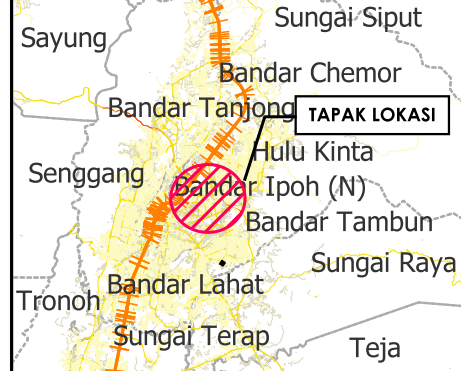 Sungai Siput
Sayung
Bandar Chemor
Bandar Tanjong
TAPAK LOKASI
Hulu Kinta
Senggang
Bandar Ipoh (N)
Bandar Tambun
Sungai Raya
Bandar Lahat
Tronoh
Sungai Terap
Teja